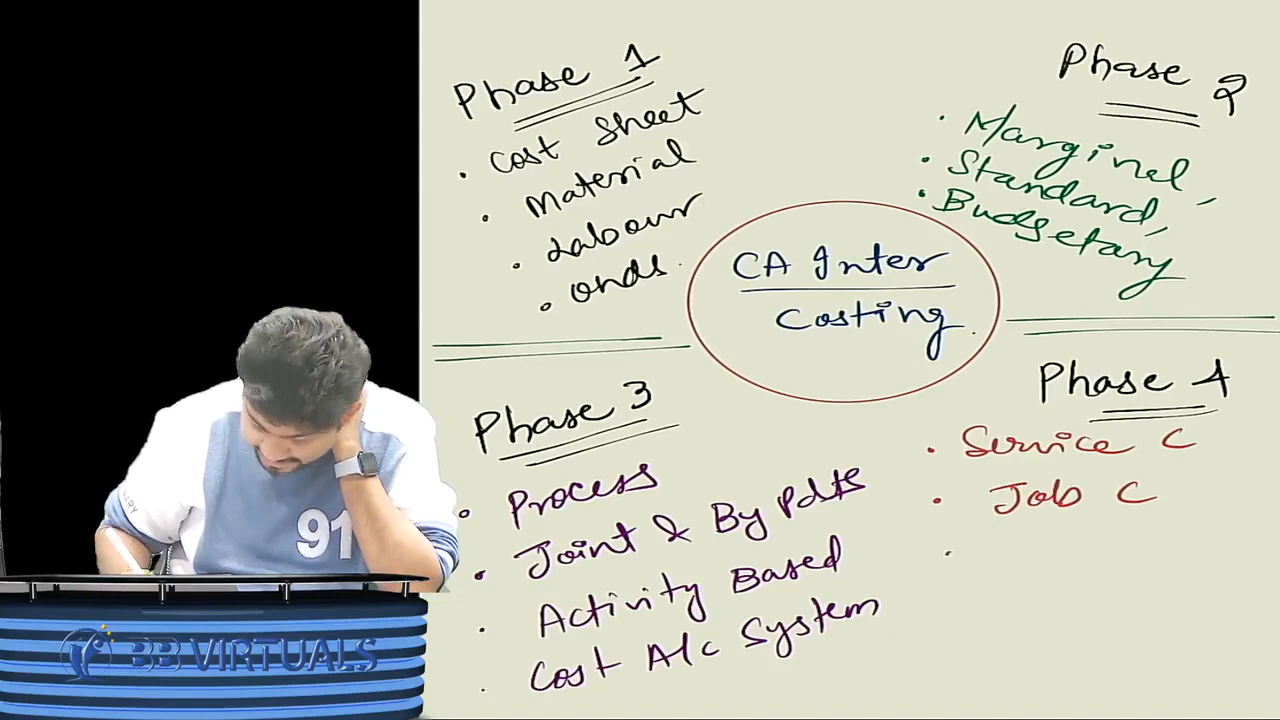 Phase 1
• Cost Sheet
• Material
• Labour
• OHDs.
Phase 2
• Marginal,
• Standard,
• Budgetary
CA Inter
Costing
Phase 3
• Process
• Joint & By Pdts
• Activity Based
• Cost A/c System
Phase 4
• Service C
• Job C
•
91
BB VIRTUALS